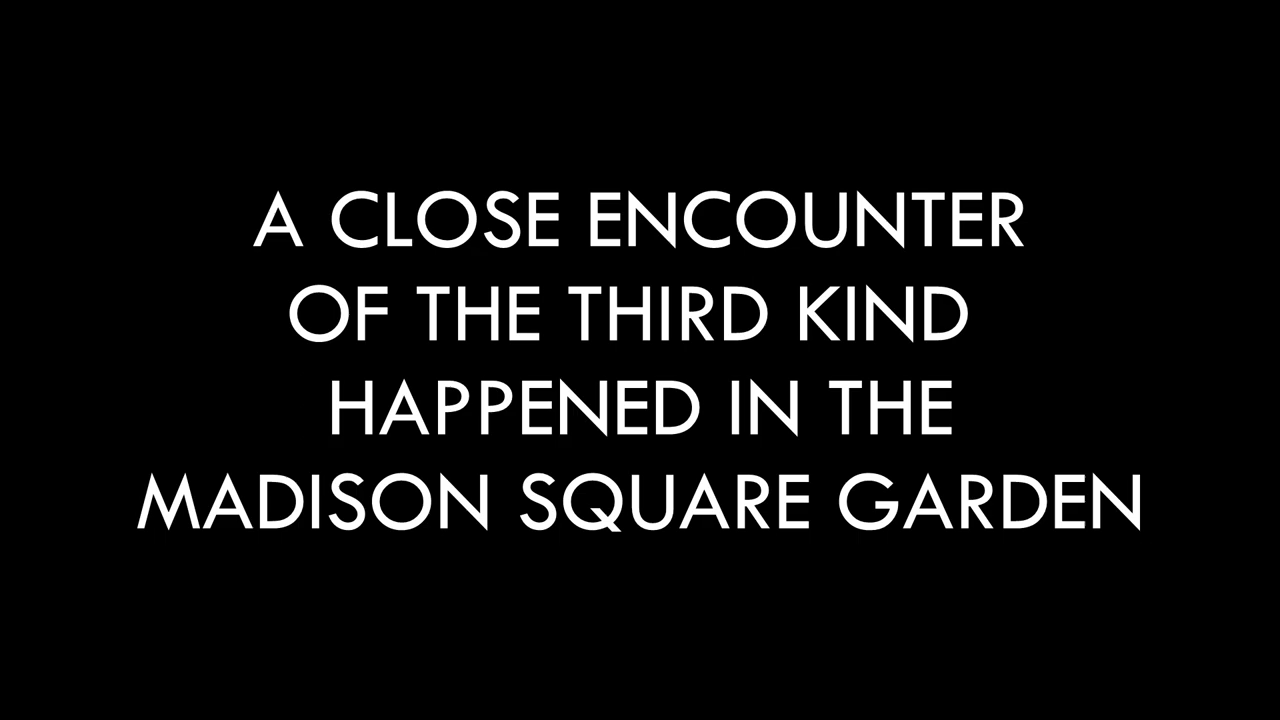 A CLOSE ENCOUNTER
OF THE THIRD KIND
HAPPENED IN THE
MADISON SQUARE GARDEN